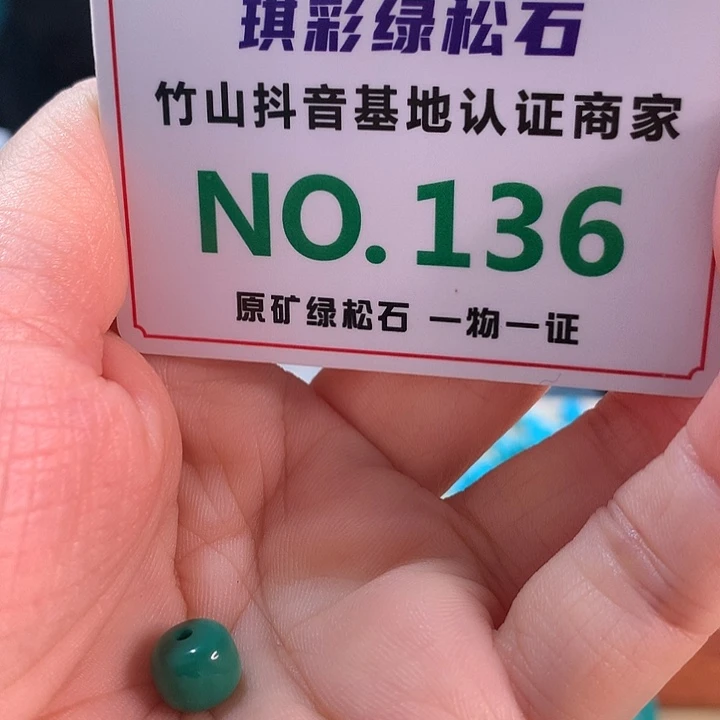 琪彩绿松石
竹山抖音基地认证商家
NO.136
原矿绿松石 一物一证